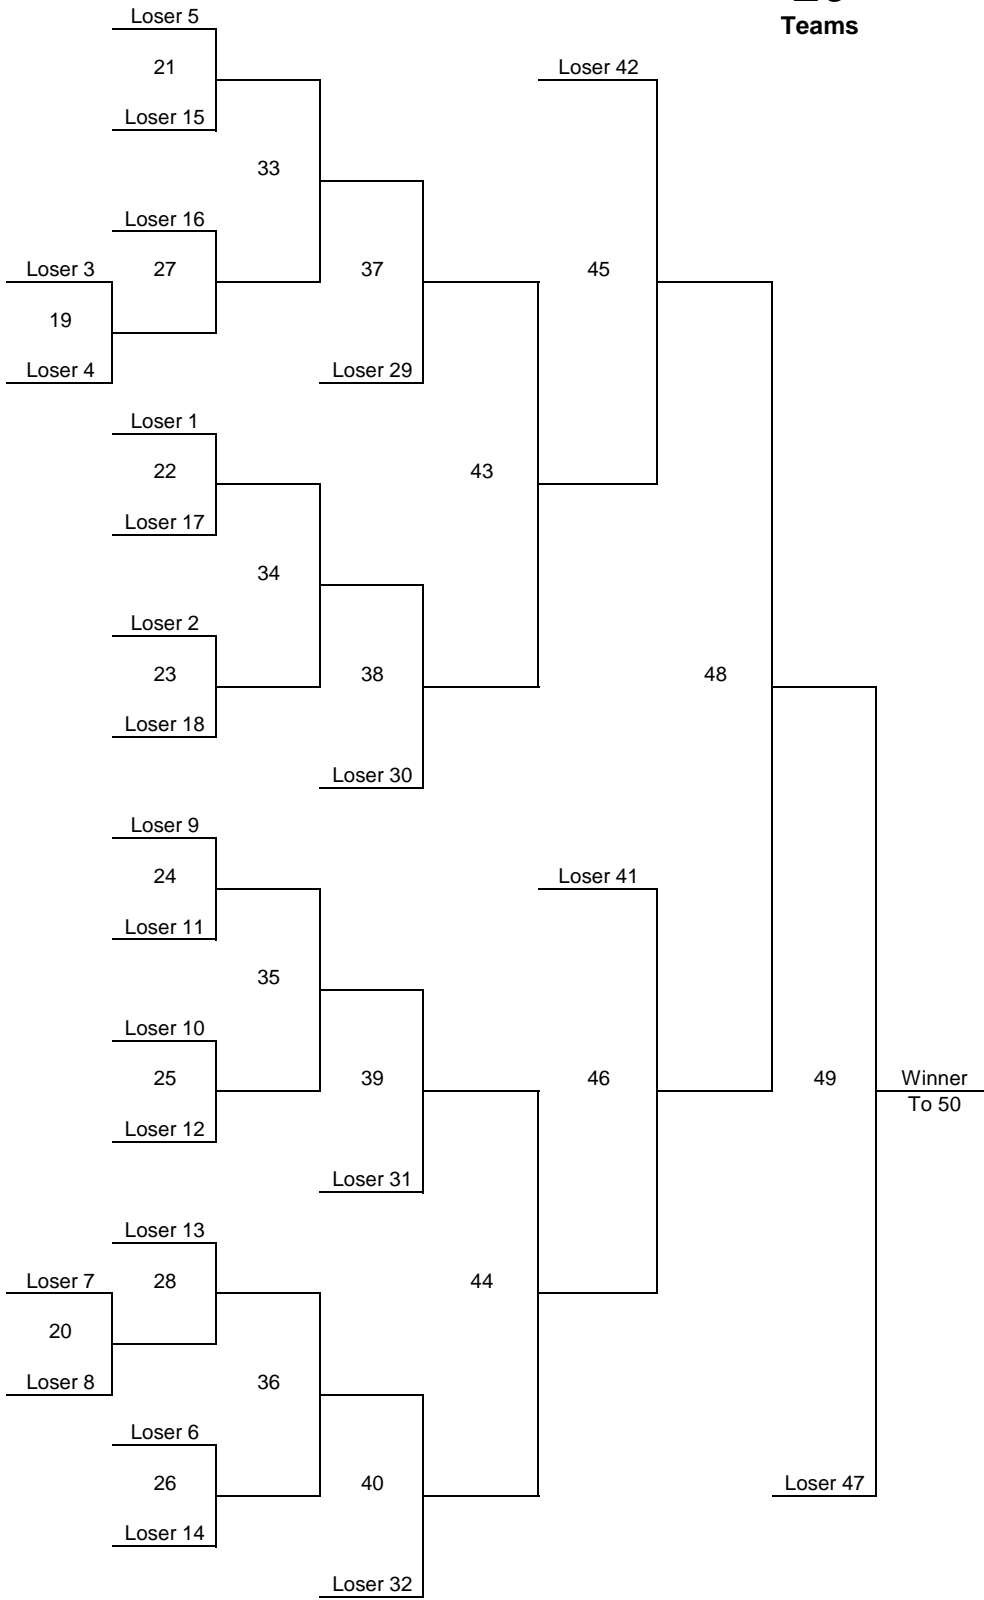 Teams
Loser 5
21
Loser 42
Loser 15
33
Loser 16
Loser 3
27
37
45
19
Loser 4
Loser 29
Loser 1
22
43
Loser 17
34
Loser 2
23
38
48
Loser 18
Loser 30
Loser 9
24
Loser 41
Loser 11
35
Loser 10
25
39
46
49
Winner
To 50
Loser 12
Loser 31
Loser 13
Loser 7
28
44
20
Loser 8
36
Loser 6
26
40
Loser 47
Loser 14
Loser 32